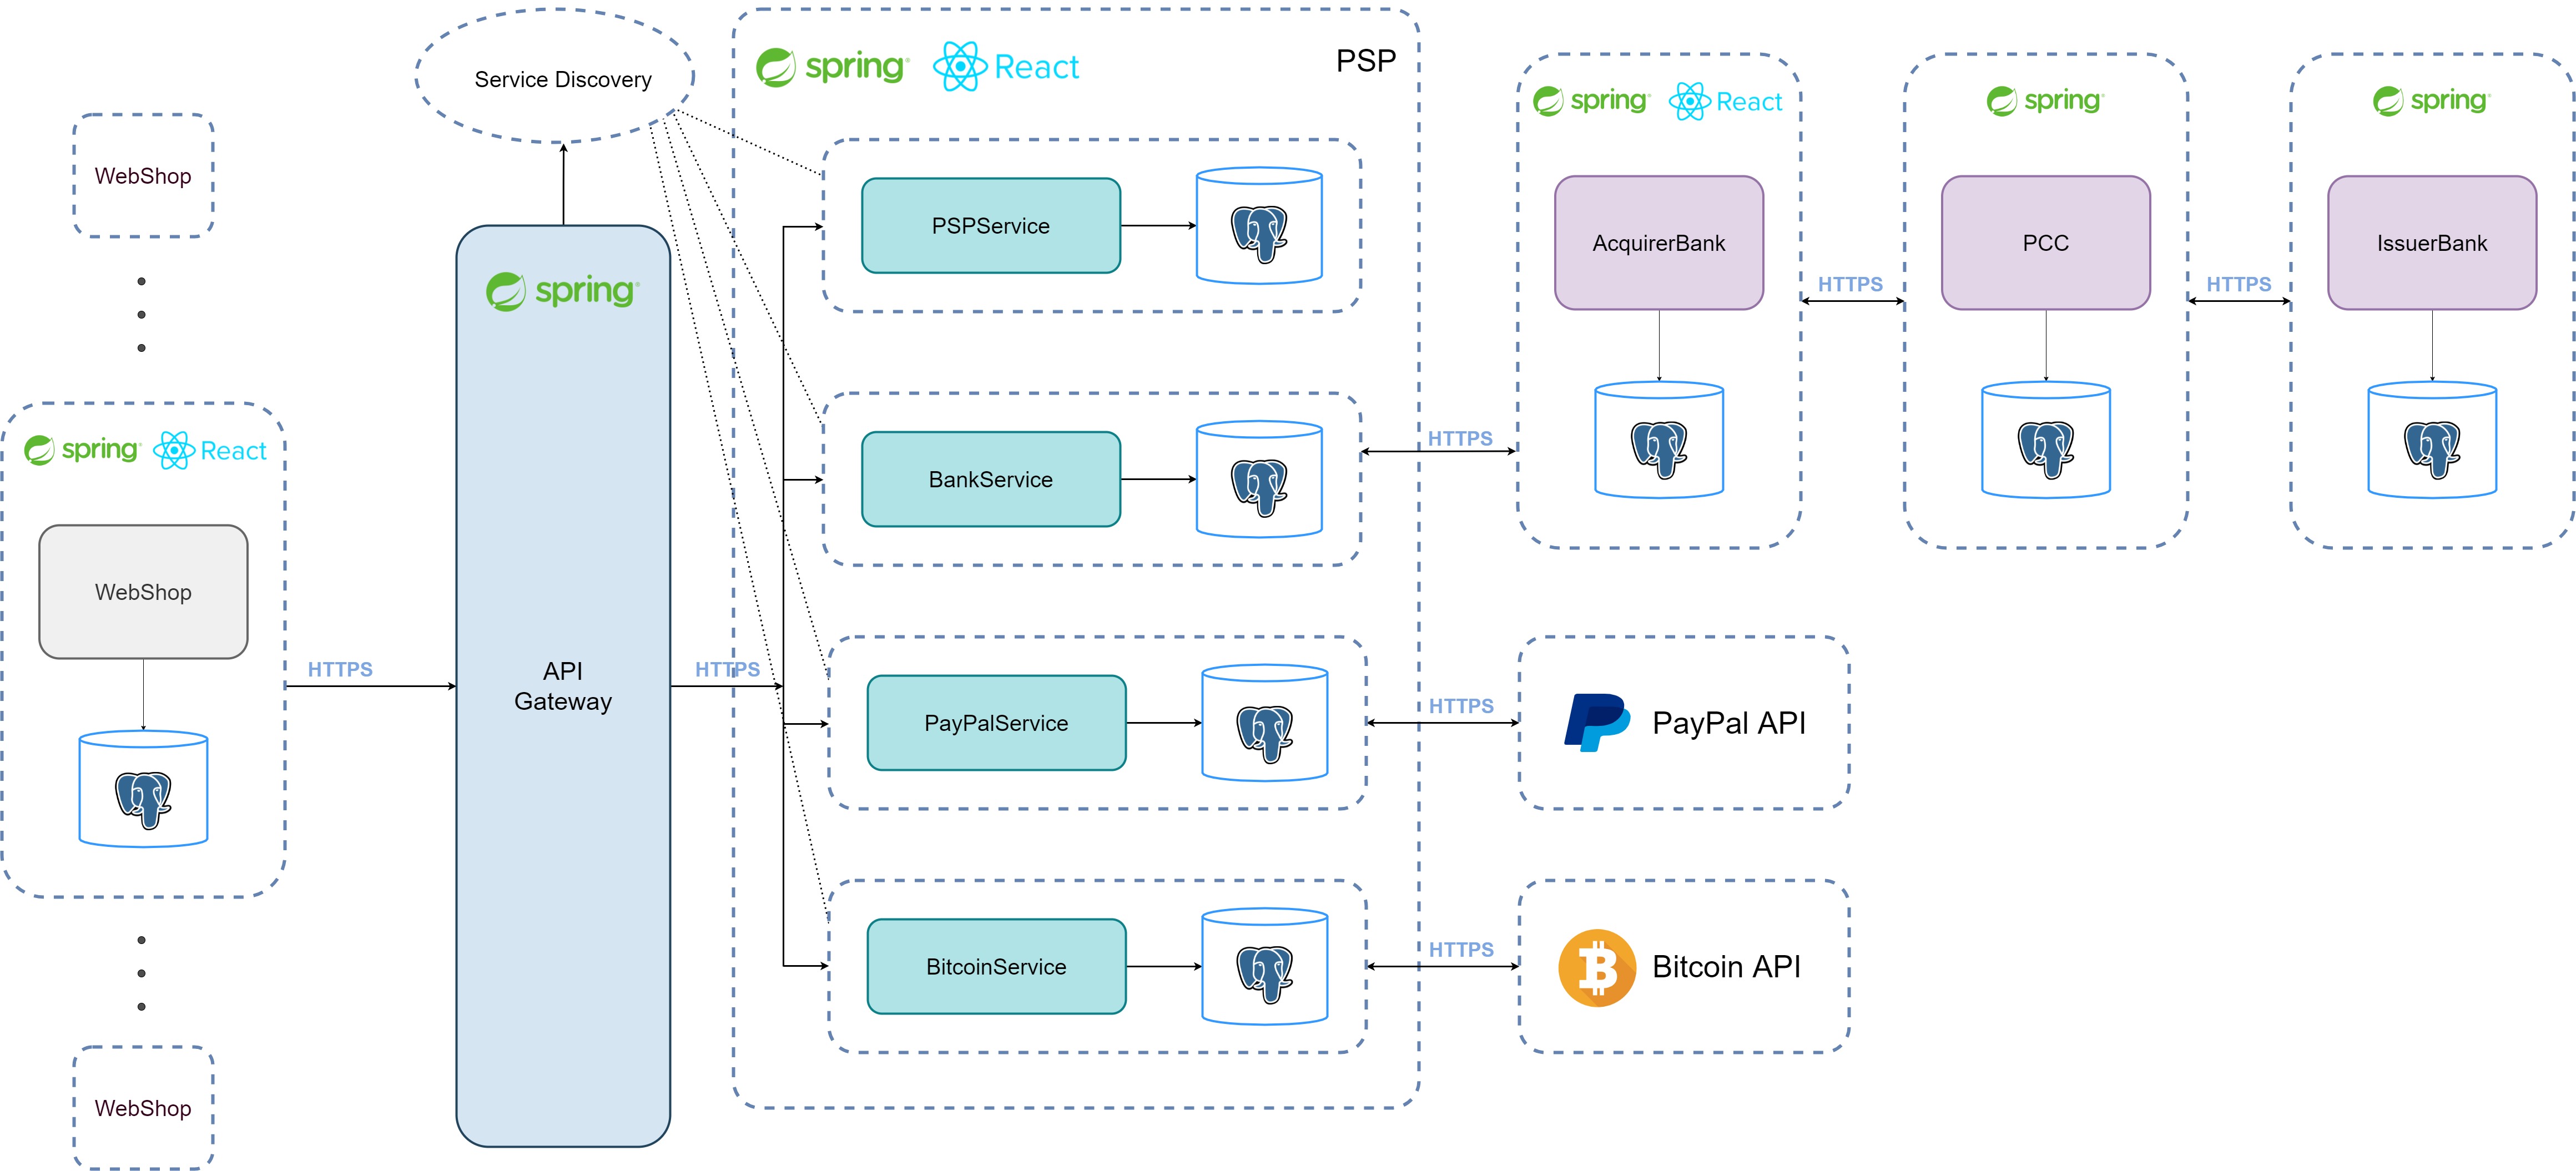 Service Discovery
spring
React
PSP
WebShop
spring
React
WebShop
HTTPS
WebShop
spring
API
Gateway
HTTPS
PSPService
BankService
PayPalService
BitcoinService
HTTPS
HTTPS
HTTPS
spring
React
AcquirerBank
HTTPS
spring
PCC
HTTPS
spring
IssuerBank
PayPal API
Bitcoin API